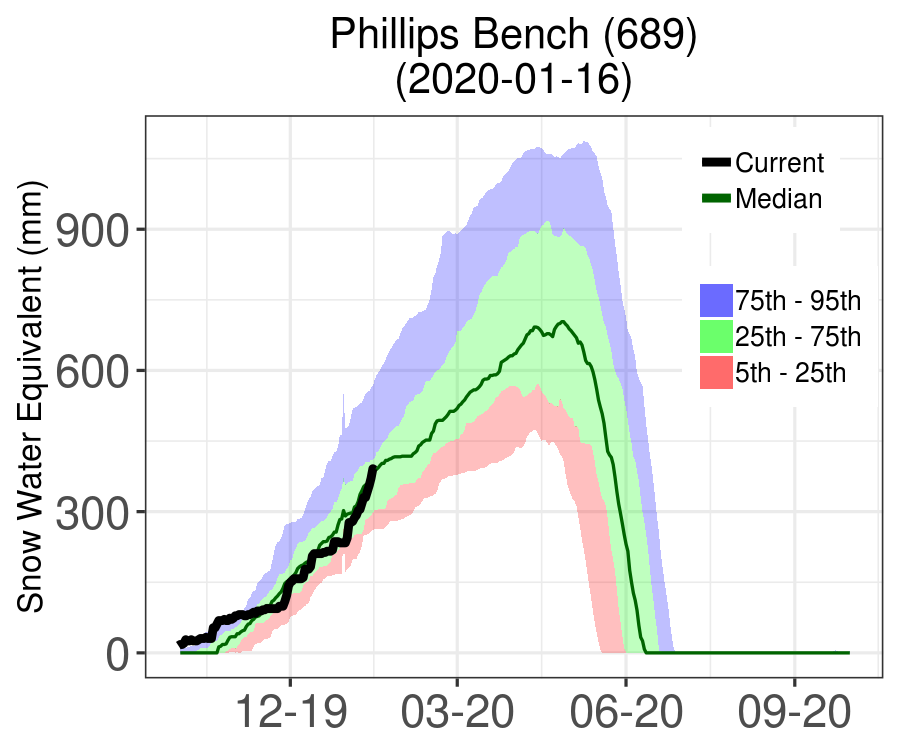 Phillips Bench (689)
(2020-01-16)
Snow Water Equivalent (mm)
900
600
300
0
12-19
03-20
06-20
09-20
Current
Median
75th - 95th
25th - 75th
5th - 25th